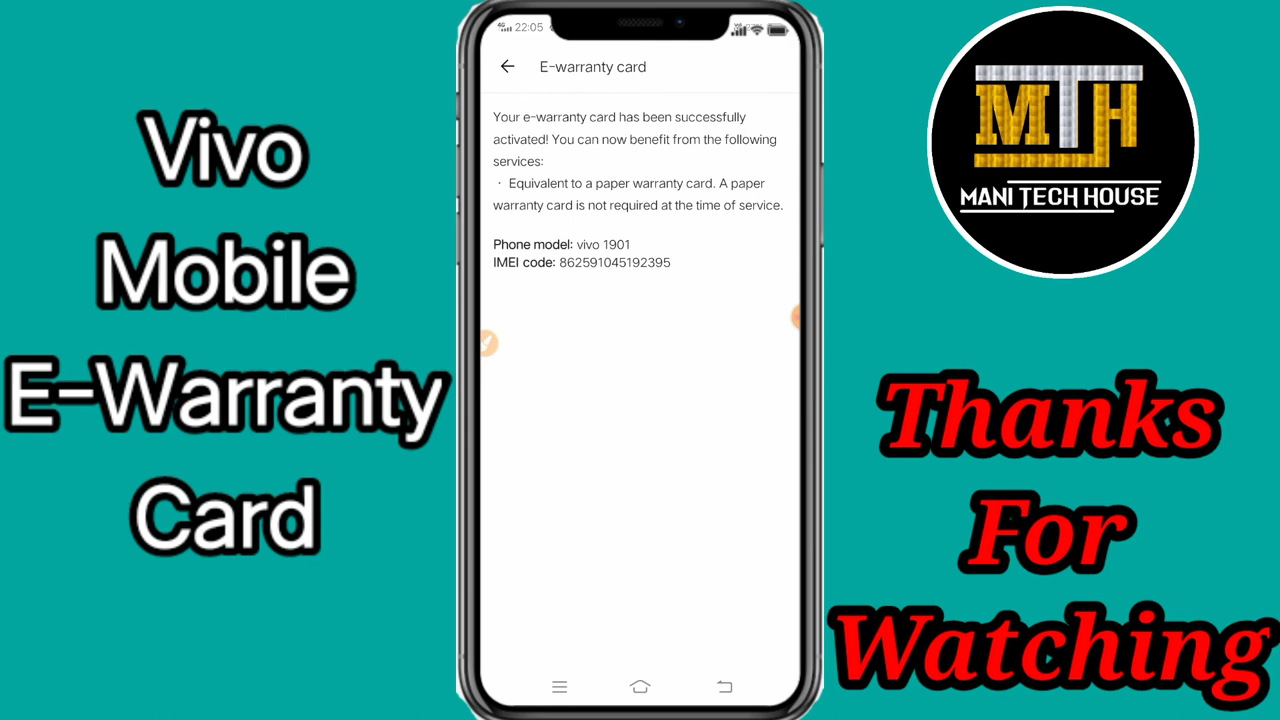 Vivo
Mobile
E-Warranty
Card
4G 22:05
E-warranty card
Your e-warranty card has been successfully
activated! You can now benefit from the following
services:
· Equivalent to a paper warranty card. A paper
warranty card is not required at the time of service.
Phone model: vivo 1901
IMEI code: 862591045192395
MTH
MANI TECH HOUSE
Thanks
For
Watching